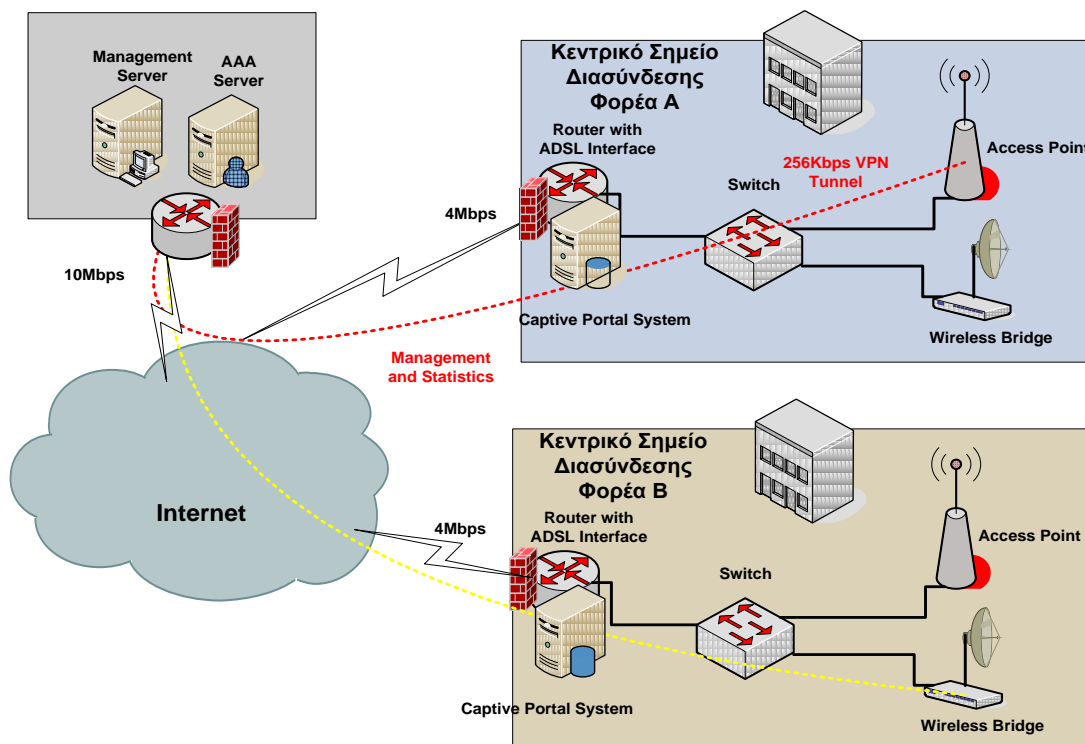 Management
Server
AAA
Server
10Mbps
4Mbps
Κεντρικό Σημείο
Διασύνδεσης
Φορέα Α
Router with
ADSL Interface
256Kbps VPN
Tunnel
Switch
Access Point
Captive Portal System
Wireless Bridge
Management
and Statistics
Internet
4Mbps
Κεντρικό Σημείο
Διασύνδεσης
Φορέα Β
Router with
ADSL Interface
Switch
Access Point
Captive Portal System
Wireless Bridge